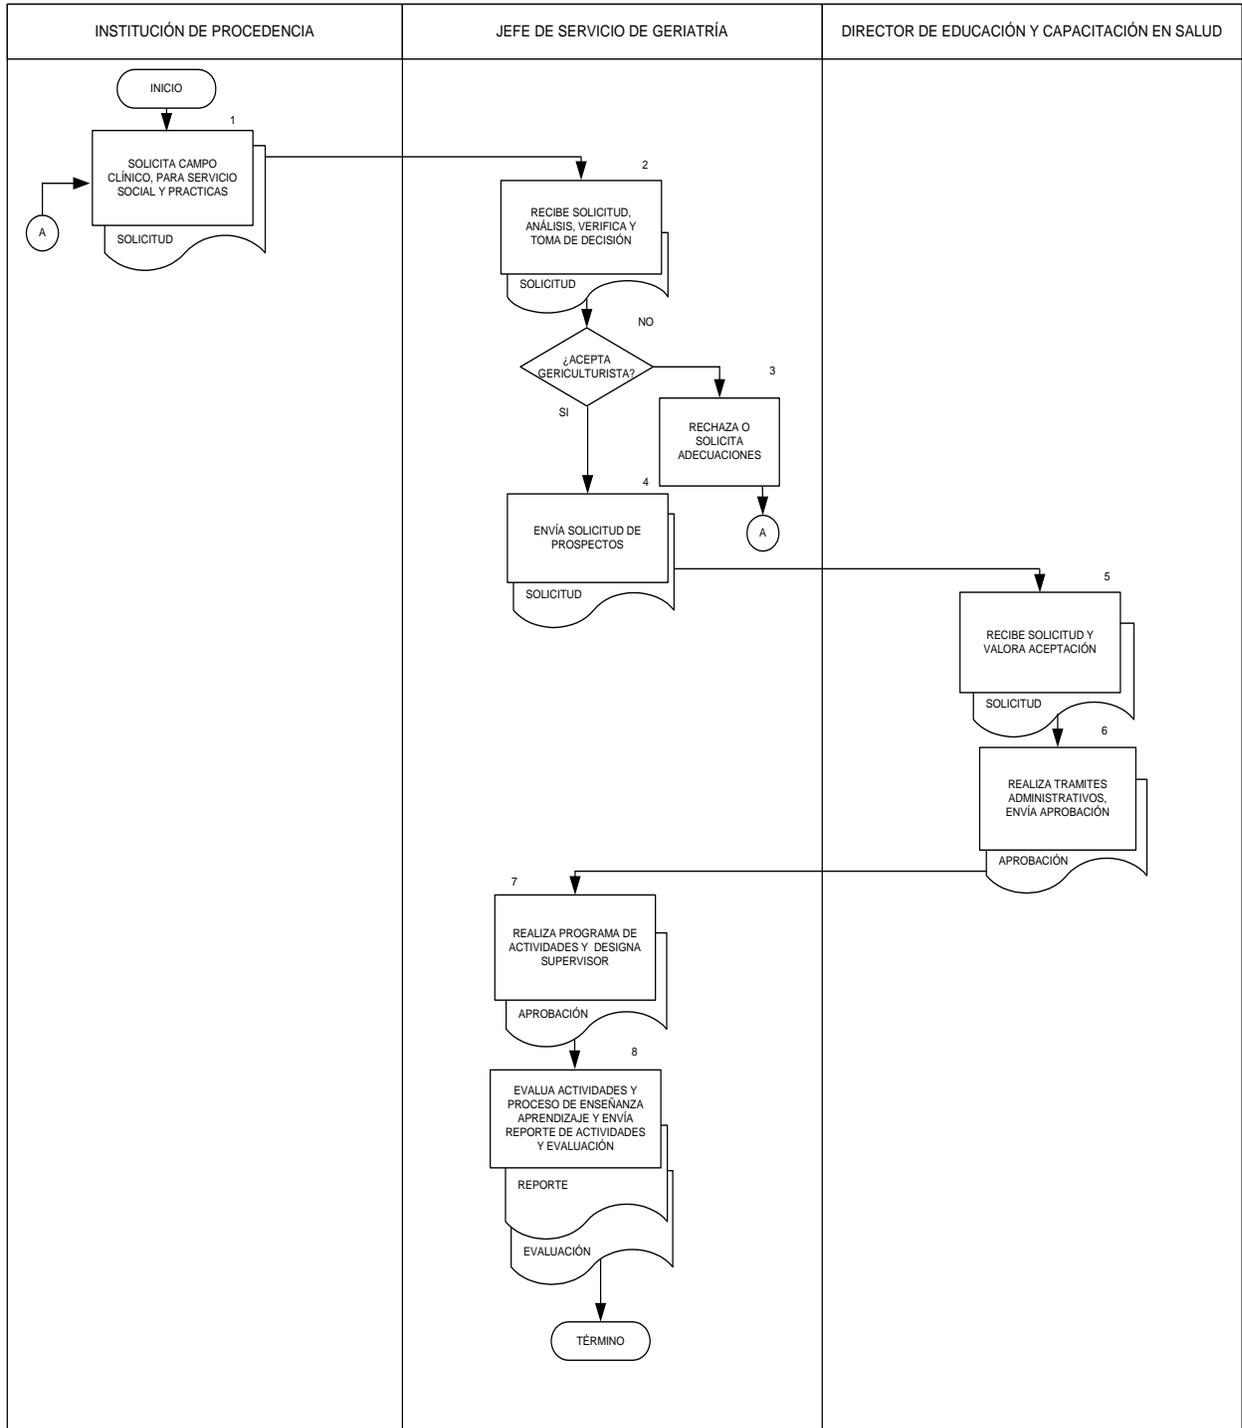 INSTITUCIÓN DE PROCEDENCIA
JEFE DE SERVICIO DE GERIATRÍA
DIRECTOR DE EDUCACIÓN Y CAPACITACIÓN EN SALUD
INICIO
1
SOLICITA CAMPO
CLÍNICO, PARA SERVICIO
SOCIAL Y PRACTICAS
A
SOLICITUD
2
RECIBE SOLICITUD,
ANÁLISIS, VERIFICA Y
TOMA DE DECISIÓN
SOLICITUD
NO
¿ACEPTA
GERICULTURISTA?
SI
3
RECHAZA O
SOLICITA
ADECUACIONES
A
4
ENVÍA SOLICITUD DE
PROSPECTOS
SOLICITUD
5
RECIBE SOLICITUD Y
VALORA ACEPTACIÓN
SOLICITUD
6
REALIZA TRAMITES
ADMINISTRATIVOS,
ENVÍA APROBACIÓN
APROBACIÓN
7
REALIZA PROGRAMA DE
ACTIVIDADES Y DESIGNA
SUPERVISOR
APROBACIÓN
8
EVALUA ACTIVIDADES Y
PROCESO DE ENSEÑANZA
APRENDIZAJE Y ENVÍA
REPORTE DE ACTIVIDADES
Y EVALUACIÓN
REPORTE
EVALUACIÓN
TÉRMINO